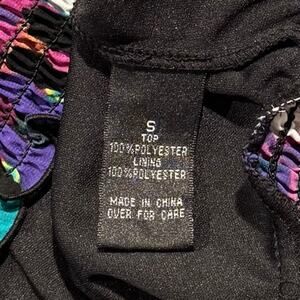 S
TOP
100%POLYESTER
LINING
100%POLYESTER
MADE IN CHINA
OVER FOR CARE